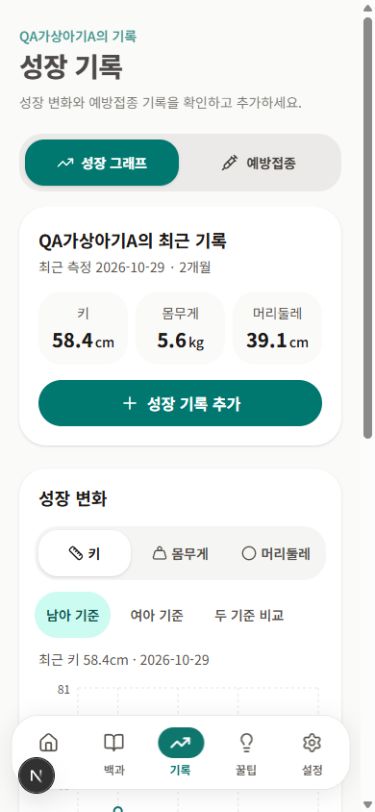 QA가상아기A의 기록
성장 기록
성장 변화와 예방접종 기록을 확인하고 추가하세요.
성장 그래프 예방접종
QA가상아기A의 최근 기록
최근 측정 2026-10-29 · 2개월
키 몸무게 머리둘레
58.4cm 5.6kg 39.1cm
+ 성장 기록 추가
성장 변화
키 몸무게 머리둘레
남아 기준 여아 기준 두 기준 비교
최근 키 58.4cm · 2026-10-29
81
N
백과 기록 꿀팁 설정